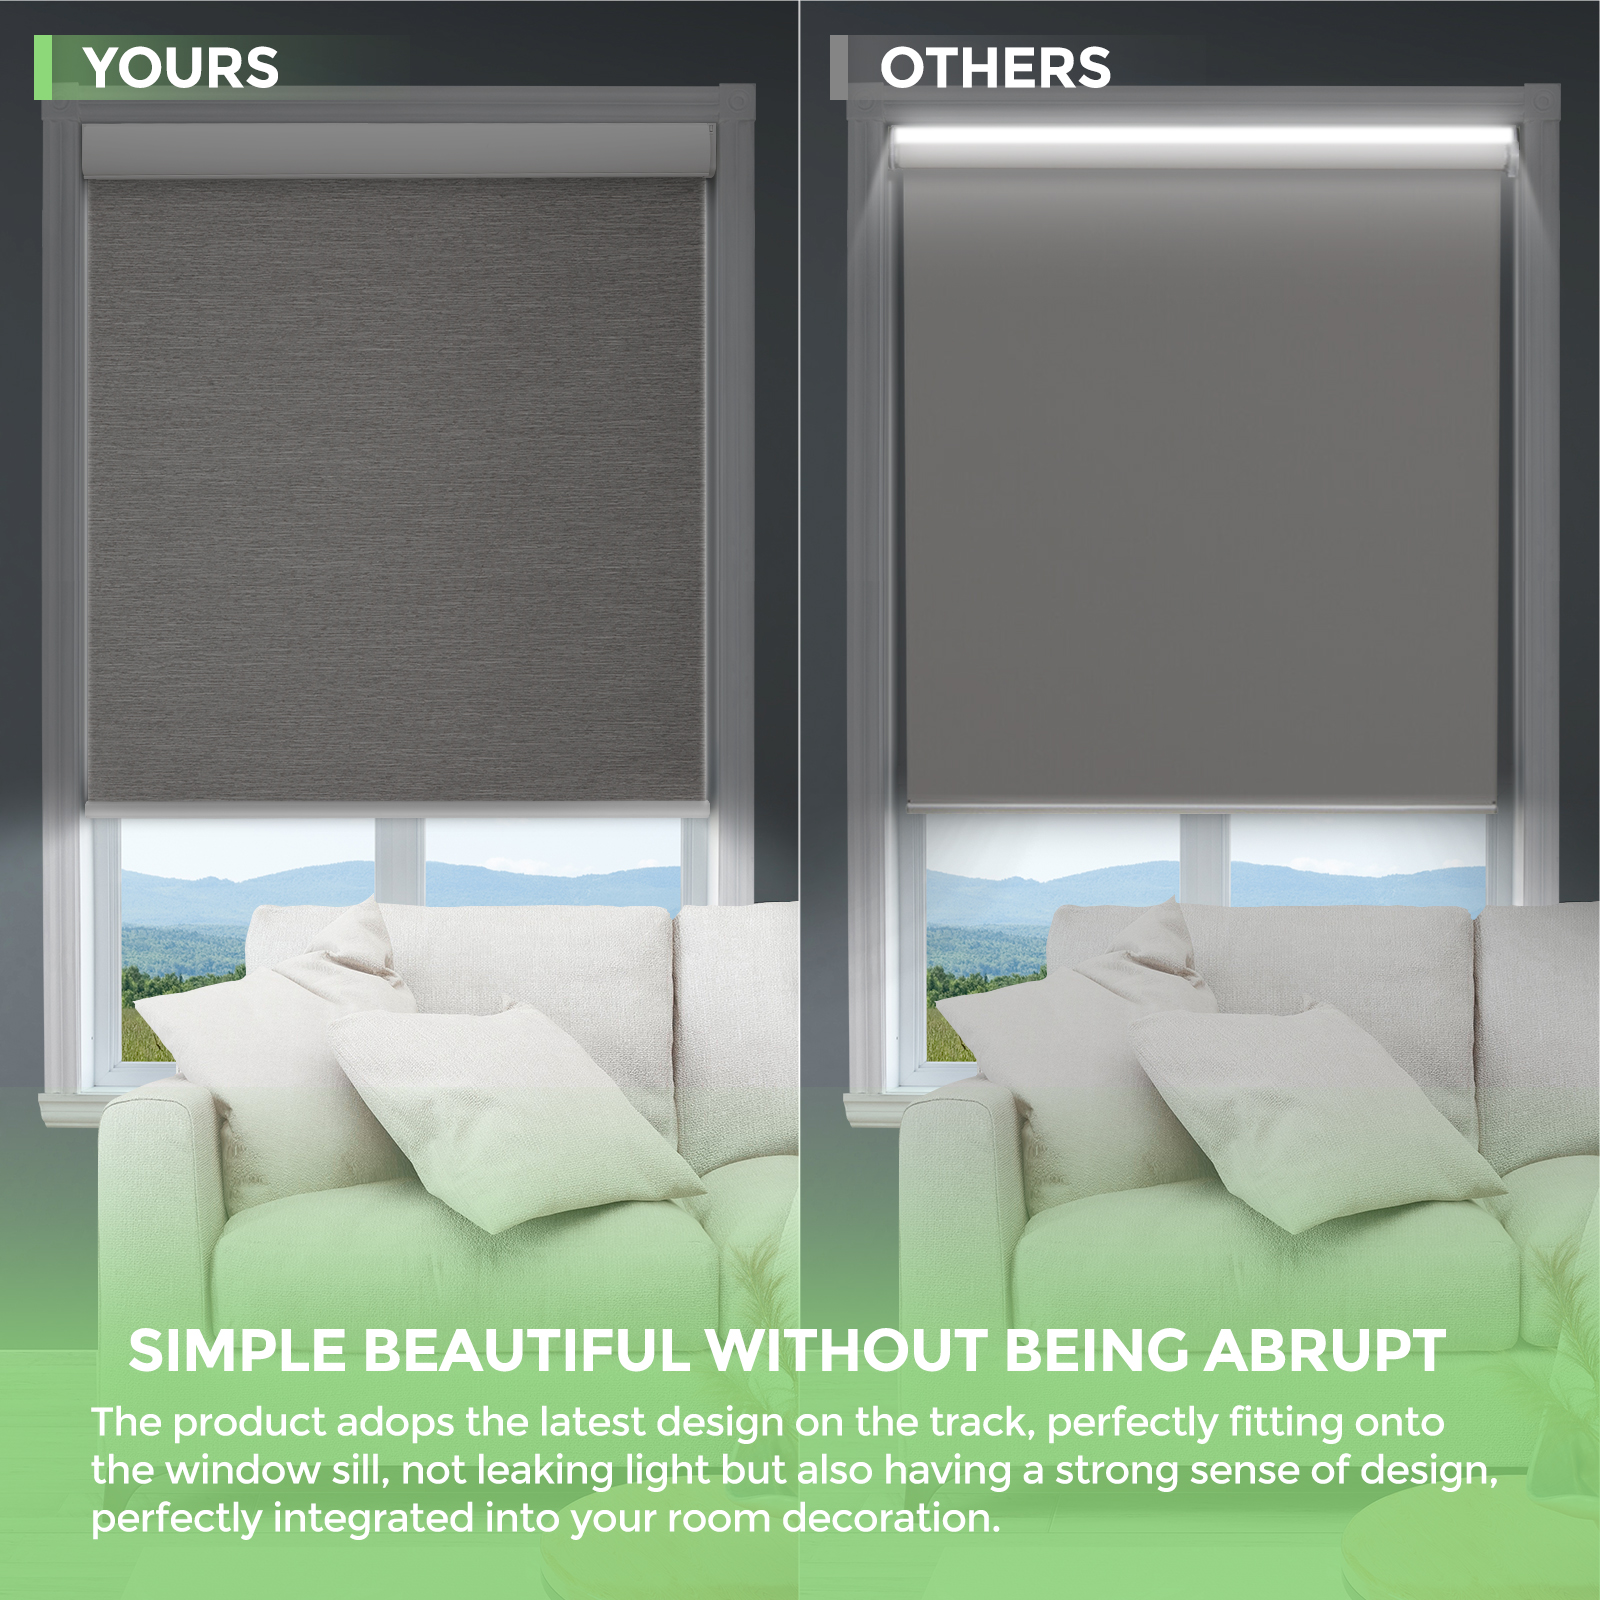 YOURS
OTHERS
SIMPLE BEAUTIFUL WITHOUT BEING ABRUPT
The product adops the latest design on the track, perfectly fitting onto
the window sill, not leaking light but also having a strong sense of design,
perfectly integrated into your room decoration.